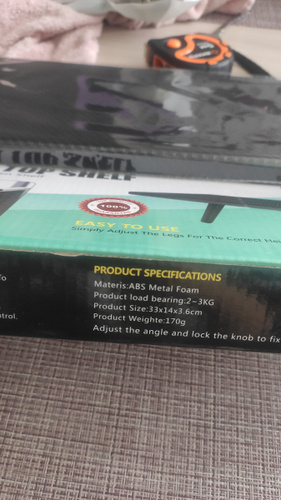 TOP SHELF
100%
EASY TO USE
Simply Adjust The Legs For The Correct
PRODUCT SPECIFICATIONS
Materis:ABS Metal Foam
Product load bearing:2~3KG
Product Size:33x14x3.6cm
Product Weighte:170g
Adjust the angle and lock the knob to fix
To
ntrol.